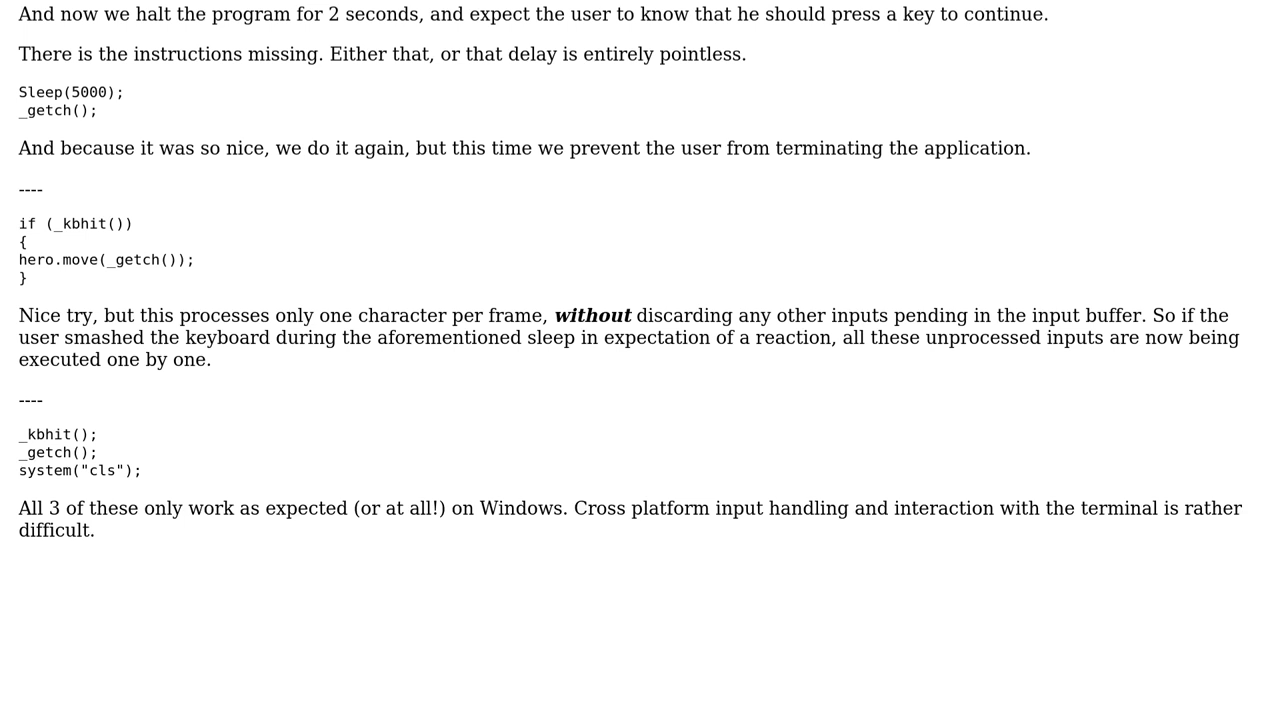 And now we halt the program for 2 seconds, and expect the user to know that he should press a key to continue.
There is the instructions missing. Either that, or that delay is entirely pointless.
Sleep(5000);
_getch();
And because it was so nice, we do it again, but this time we prevent the user from terminating the application.
----
if (_kbhit())
{
hero.move(_getch());
}
Nice try, but this processes only one character per frame, without discarding any other inputs pending in the input buffer. So if the
user smashed the keyboard during the aforementioned sleep in expectation of a reaction, all these unprocessed inputs are now being
executed one by one.
----
_kbhit();
_getch();
system("cls");
All 3 of these only work as expected (or at all!) on Windows. Cross platform input handling and interaction with the terminal is rather
difficult.